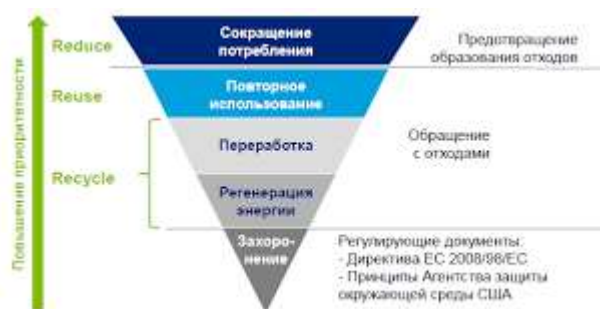 Повышение приоритетности
Reduce
Сокращение
потребления
Предотвращение
образования отходов
Reuse
Повторное
использование
Recycle
Переработка
Обращение
с отходами
Регенерация
энергии
Захоро-
нение
Регулирующие документы:
- Директива ЕС 2008/98/ЕС
- Принципы Агентства защиты
окружающей среды США